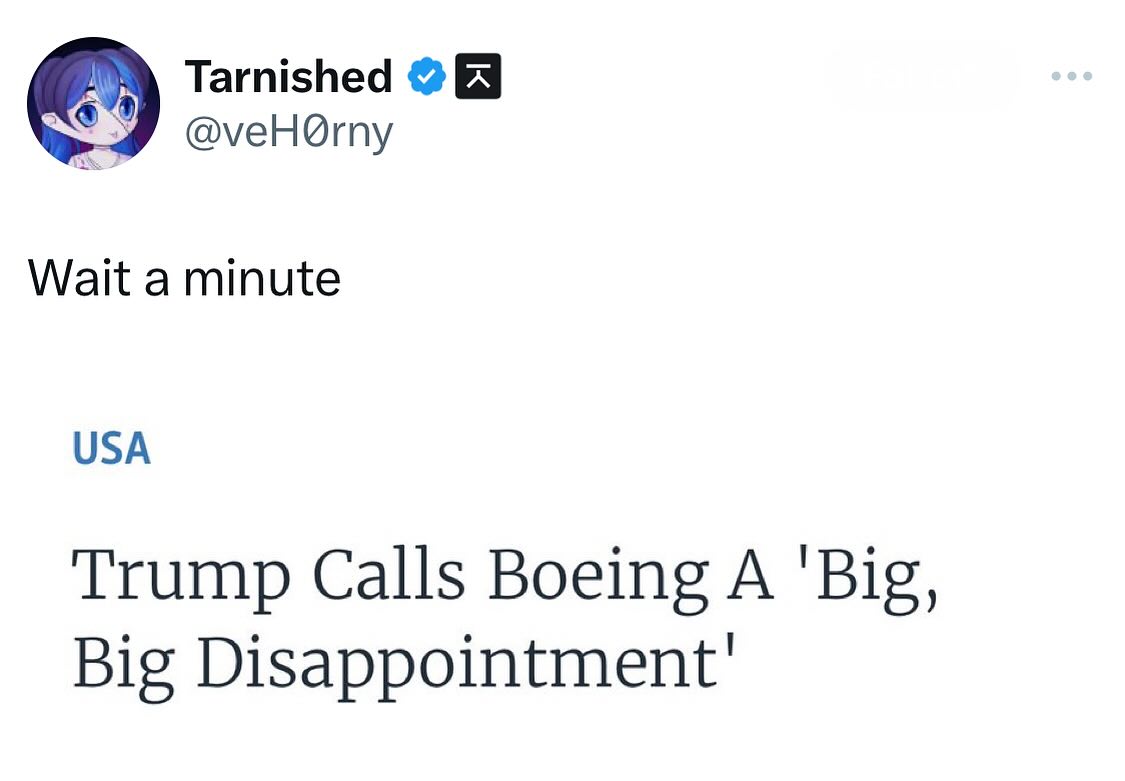 Tarnished
@veH0rny
Wait a minute
USA
Trump Calls Boeing A 'Big,
Big Disappointment'